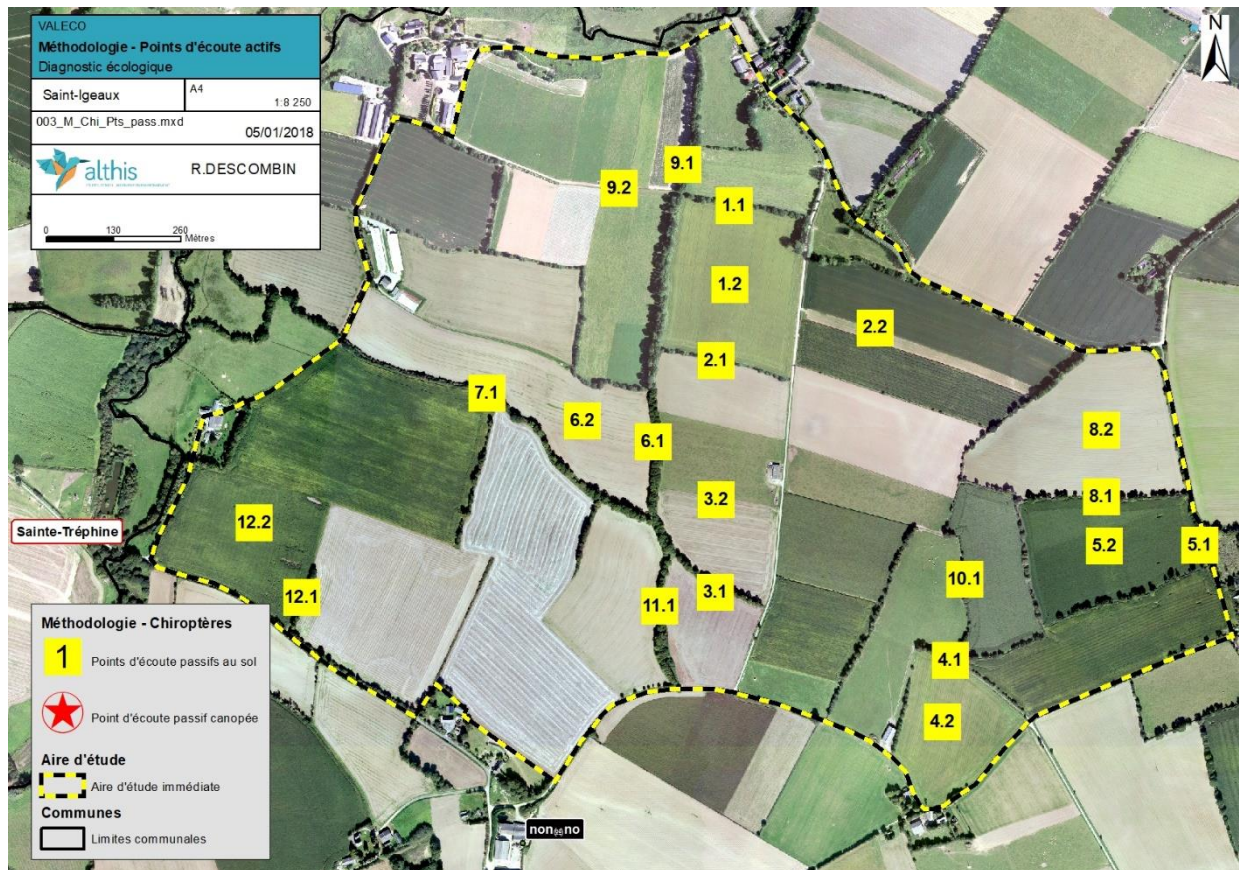 VALECO
Méthodologie - Points d'écoute actifs
Diagnostic écologique
Saint-Igeaux
A4
1:8 250
003_M_Chi_Pts_pass.mxd
05/01/2018
althis
R.DESCOMBIN
0 130 260
Mètres
N
9.1
9.2
1.1
1.2
2.2
2.1
7.1
6.2
6.1
8.2
3.2
8.1
12.2
5.2
5.1
Sainte-Tréphine
10.1
12.1
11.1
3.1
4.1
4.2
Méthodologie - Chiroptères
1 Points d'écoute passifs au sol
Point d'écoute passif canopée
Aire d'étude
Aire d'étude immédiate
Communes
Limites communales